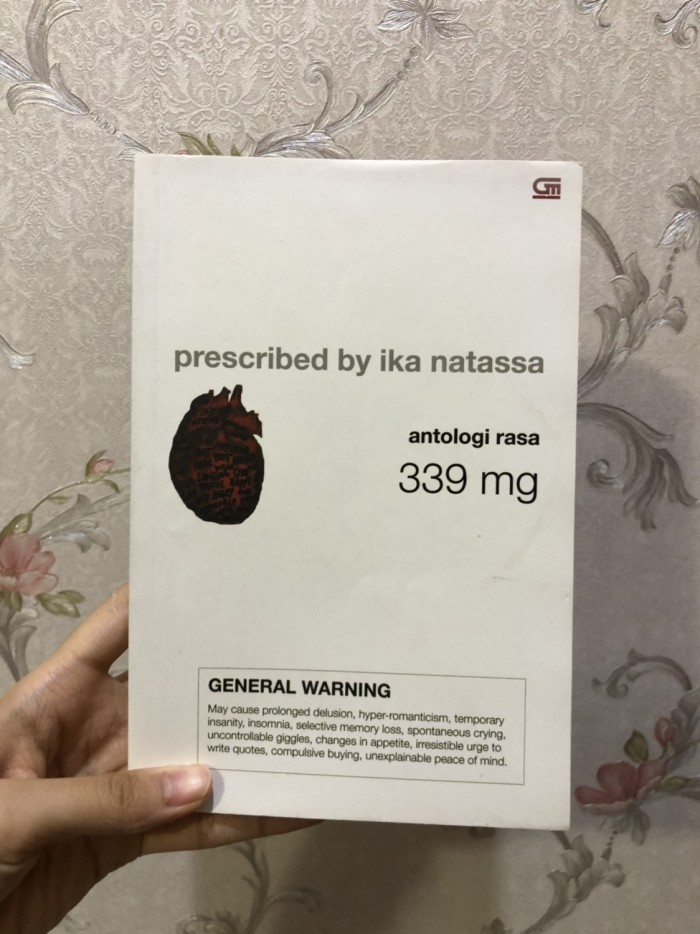 GM
prescribed by ika natassa
antologi rasa
339 mg
GENERAL WARNING
May cause prolonged delusion, hyper-romanticism, temporary
insanity, insomnia, selective memory loss, spontaneous crying,
uncontrollable giggles, changes in appetite, irresistible urge to
write quotes, compulsive buying, unexplainable peace of mind.